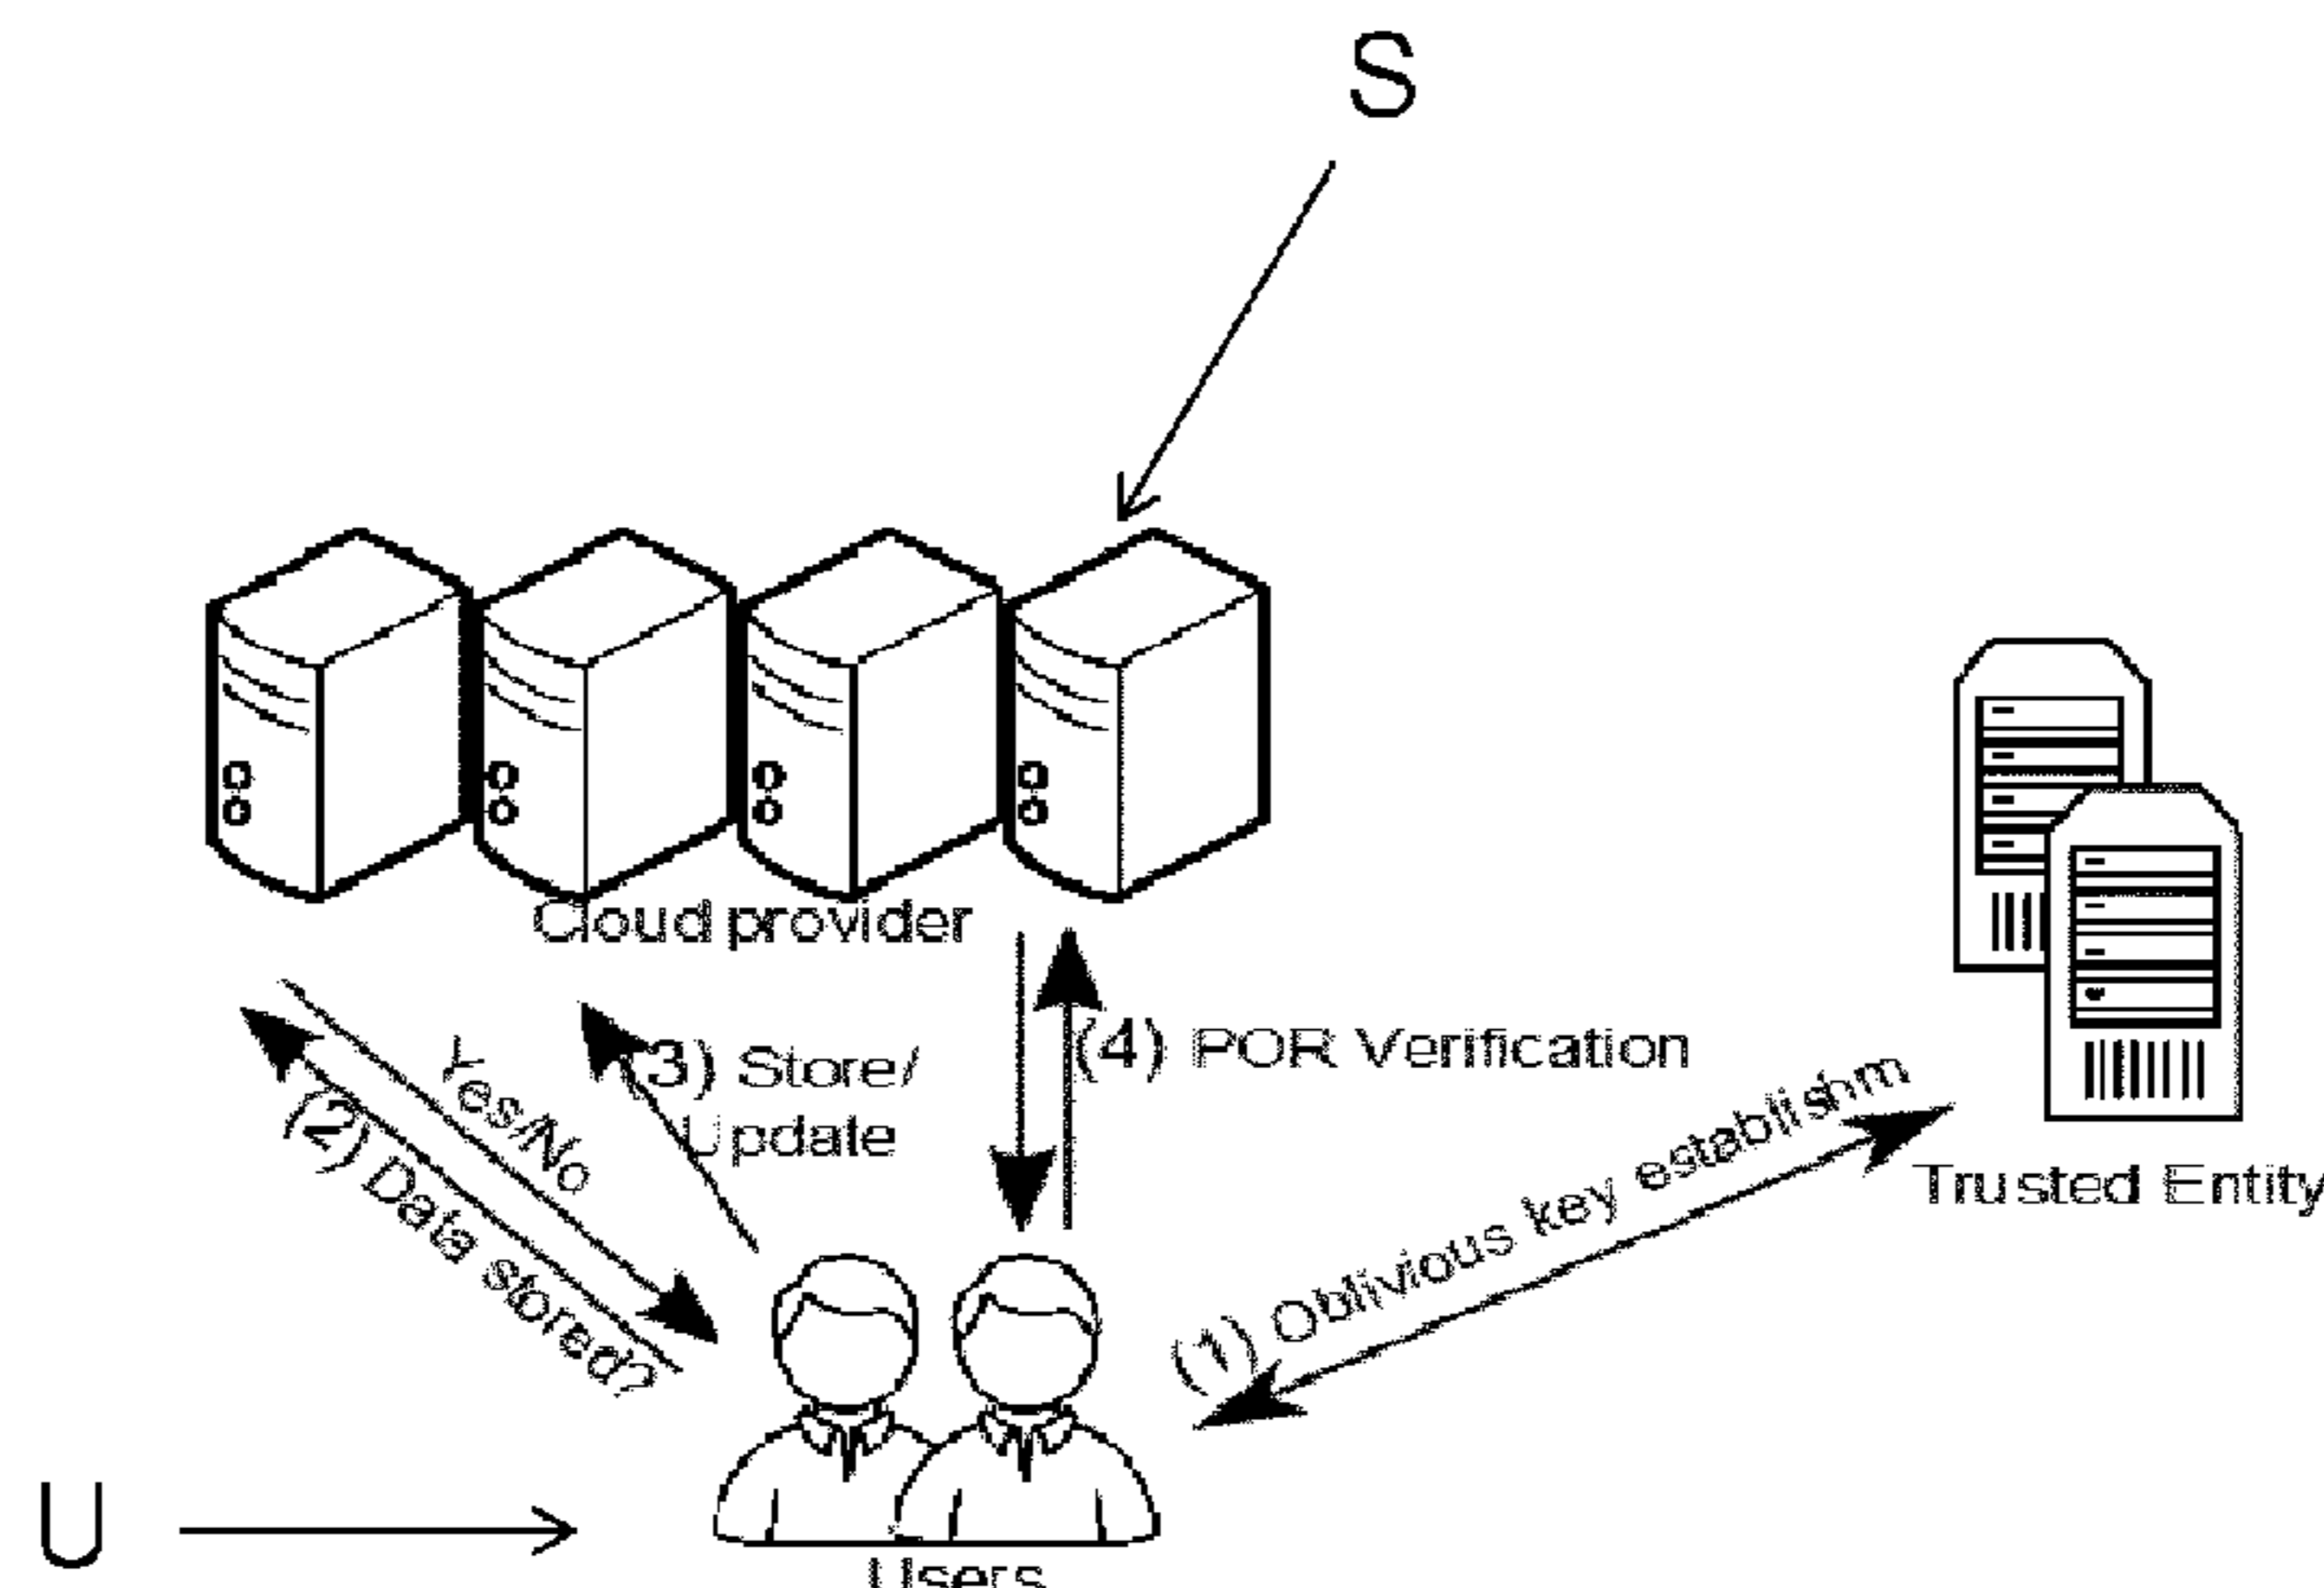 S
Cloud provider
Yes/No
(2) Data stored?
(3) Store/
Update
(4) POR Verification
(1) Oblivious key establishm
Trusted Entity
U
Users